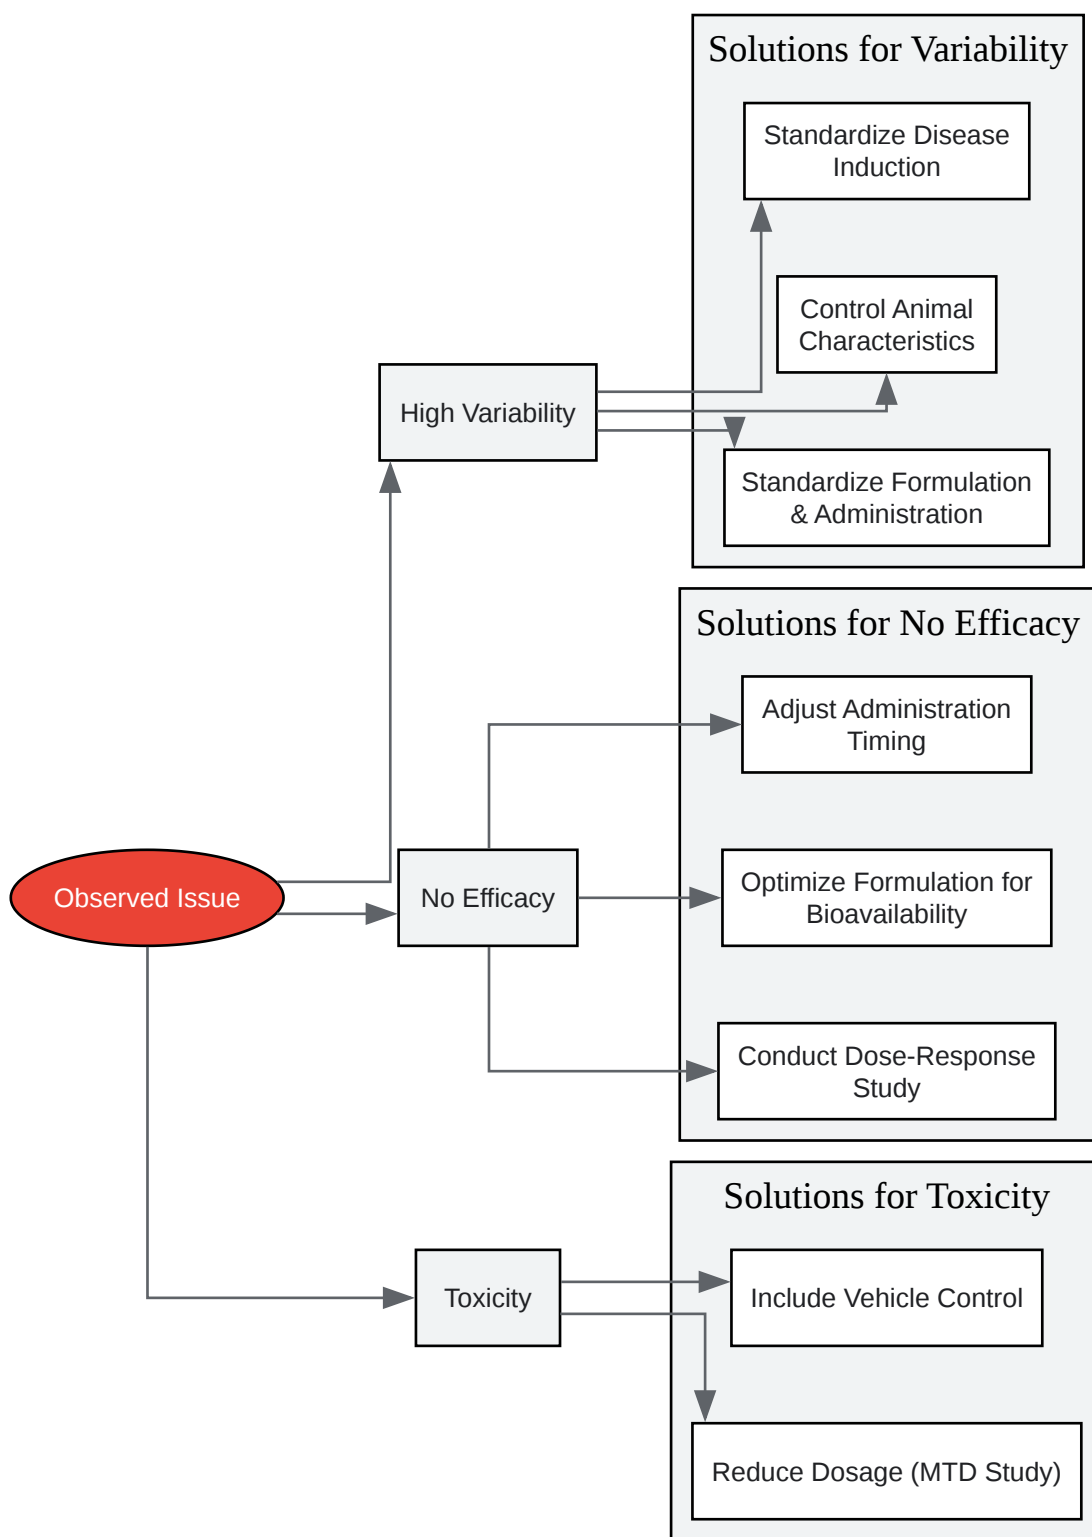 Solutions for Variability
Standardize Disease
Induction
Control Animal
Characteristics
High Variability
Standardize Formulation
& Administration
Solutions for No Efficacy
Adjust Administration
Timing
Observed Issue
No Efficacy
Optimize Formulation for
Bioavailability
Conduct Dose-Response
Study
Solutions for Toxicity
Toxicity
Include Vehicle Control
Reduce Dosage (MTD Study)